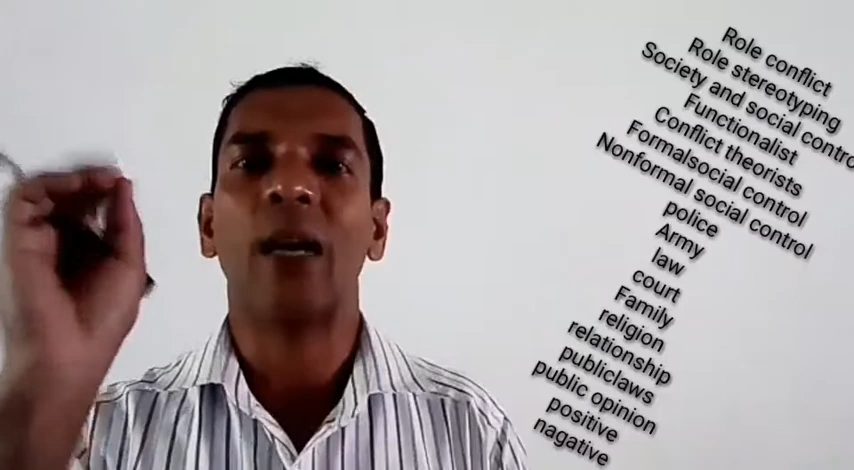 Role conflict
Role stereotyping
Society and social contro
Functionalist
Conflict theorists
Formalsocial control
Nonformal social control
police
Army
law
court
Family
religion
relationship
publiclaws
public opinion
positive
nagative